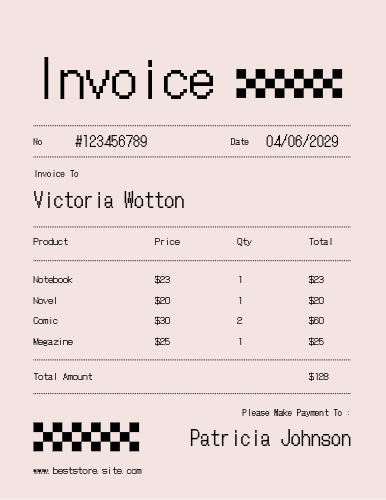 Invoice
No #123456789 Date 04/06/2029
Invoice To
Victoria Wotton
Product Price Qty Total
Notebook $23 1 $23
Novel $20 1 $20
Comic $30 2 $60
Megazine $25 1 $25
Total Amount $128
Please Make Payment To :
Patricia Johnson
www.beststore.site.com